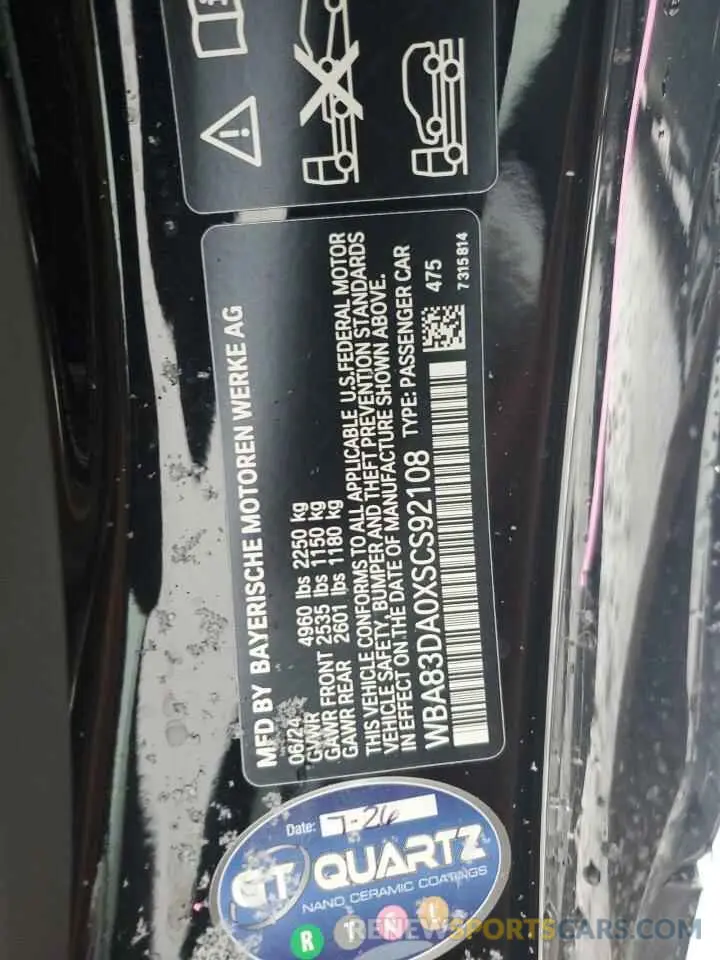 MFD BY BAYERISCHE MOTOREN WERKE AG
06/24
GVWR 4960 lbs 2250 kg
GAWR FRONT 2535 lbs 1150 kg
GAWR REAR 2601 lbs 1180 kg
THIS VEHICLE CONFORMS TO ALL APPLICABLE U.S. FEDERAL MOTOR
VEHICLE SAFETY, BUMPER AND THEFT PREVENTION STANDARDS
IN EFFECT ON THE DATE OF MANUFACTURE SHOWN ABOVE.
WBA83DA0XSCS92108 TYPE: PASSENGER CAR
475
7315814
Date: 7-26
GT QUARTZ
NANO CERAMIC COATINGS
R T C L
RENEWSPORTSCARS.COM